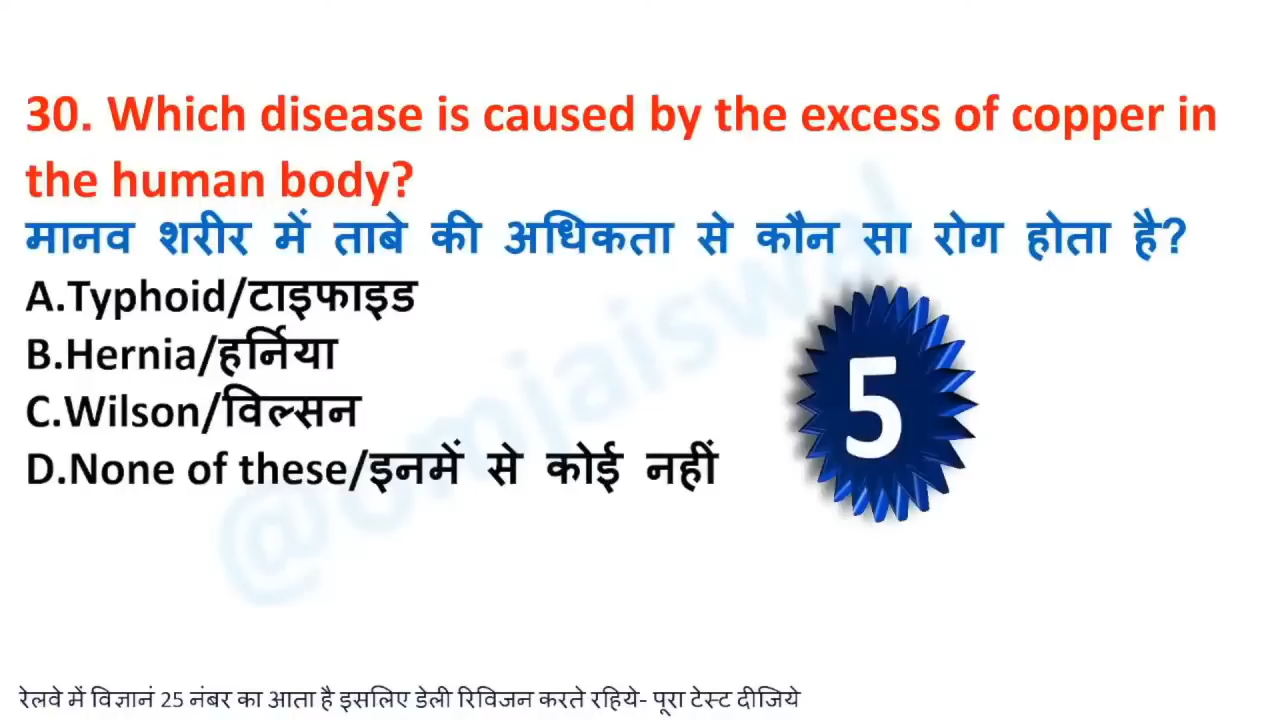 30. Which disease is caused by the excess of copper in
the human body?
मानव शरीर में ताबे की अधिकता से कौन सा रोग होता है?
A.Typhoid/टाइफाइड
B.Hernia/हर्निया
C.Wilson/विल्सन
D.None of these/इनमें से कोई नहीं
5
@omjaiswal
रेलवे में विज्ञानं 25 नंबर का आता है इसलिए डेली रिविजन करते रहिये- पूरा टेस्ट दीजिये